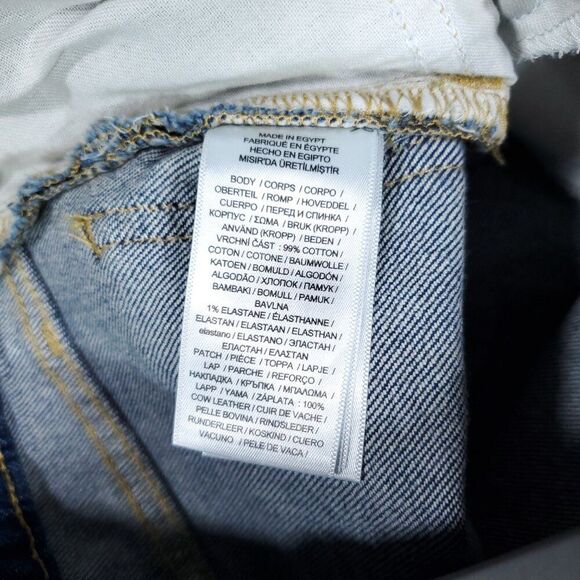 MADE IN EGYPT
FABRIQUÉ EN ÉGYPTE
HECHO EN EGIPTO
MISIR'DA ÜRETİLMİŞTİR
BODY / CORPS / CORPO /
OBERTEIL / ROMP / HOVEDDEL /
CUERPO / ПЕРЕД И СПИНКА /
КОРПУС / ΣΩΜΑ / BRUK (KROPP) /
ANVÄND (KROPP) / BEDEN /
VRCHNÍ ČÁST : 99% COTTON /
COTON / COTONE / BAUMWOLLE /
KATOEN / BOMULD / ALGODÓN /
ALGODÃO / ХЛОПОК / ПАМУК /
BAMBAKI / BOMULL / PAMUK /
BAVLNA
1% ELASTANE / ÉLASTHANNE /
ELASTAN / ELASTAAN / ELASTHAN /
elastano / ELASTANO / ЭЛАСТАН /
ЕЛАСТАН / ΕΛΑΣΤΑΝ
PATCH / PIÈCE / TOPPA / LAPJE /
LAP / PARCHE / REFORÇO /
НАКЛАДКА / КРЪПКА / ΜΠΑΛΩΜΑ /
LAPP / YAMA / ZÁPLATA : 100%
COW LEATHER / CUIR DE VACHE /
PELLE BOVINA / RINDSLEDER /
RUNDERLEER / KOSKIND / CUERO
VACUNO / PELE DE VACA /